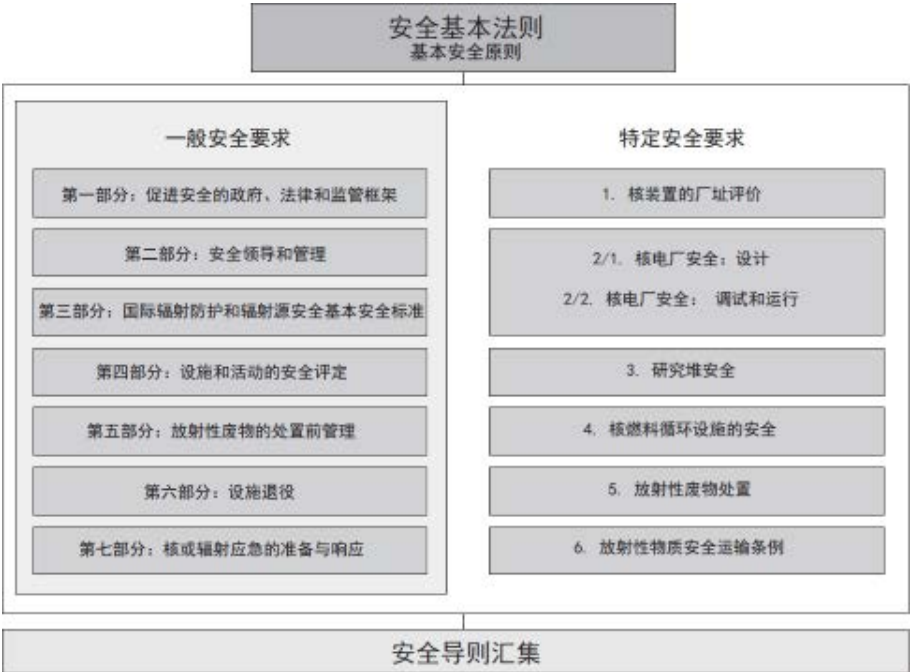 安全基本法则
基本安全原则
一般安全要求
第一部分：促进安全的政府、法律和监管框架
第二部分：安全领导和管理
第三部分：国际辐射防护和辐射源安全基本安全标准
第四部分：设施和活动的安全评定
第五部分：放射性废物的处置前管理
第六部分：设施退役
第七部分：核或辐射应急的准备与响应
特定安全要求
1. 核装置的厂址评价
2/1. 核电厂安全：设计
2/2. 核电厂安全： 调试和运行
3. 研究堆安全
4. 核燃料循环设施的安全
5. 放射性废物处置
6. 放射性物质安全运输条例
安全导则汇集